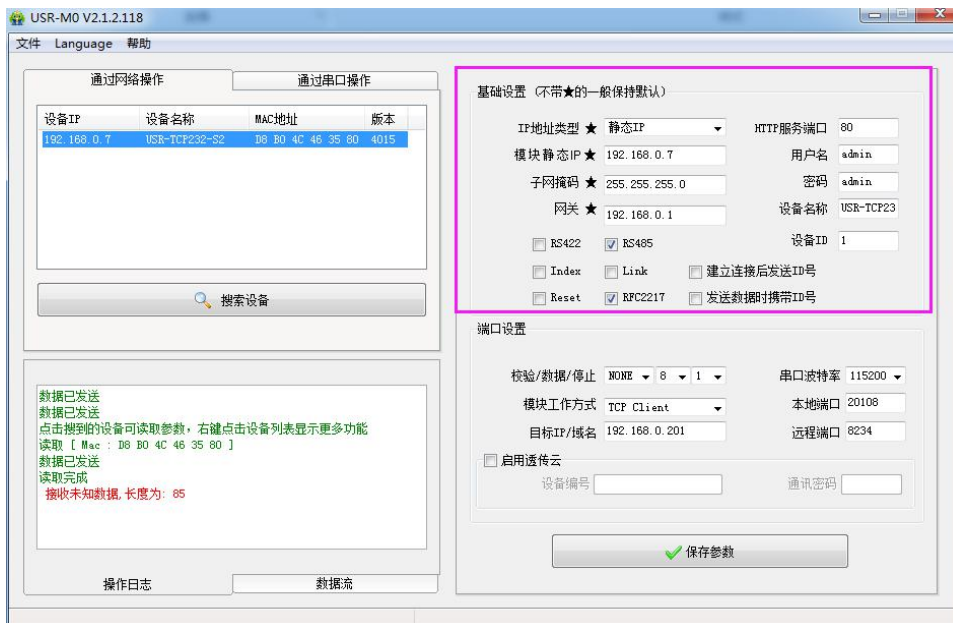 USR-M0 V2.1.2.118
文件 Language 帮助
通过网络操作 通过串口操作
设备IP 设备名称 MAC地址 版本
192.168.0.7 USR-TCP232-S2 D8 B0 4C 46 35 80 4015
搜索设备
数据已发送
数据已发送
点击搜到的设备可读取参数，右键点击设备列表显示更多功能
读取 [ Mac : D8 B0 4C 46 35 80 ]
数据已发送
读取完成
接收未知数据,长度为: 85
操作日志 数据流
基础设置 (不带★的一般保持默认)
IP地址类型 ★ 静态IP HTTP服务端口 80
模块静态IP★ 192.168.0.7 用户名 admin
子网掩码 ★ 255.255.255.0 密码 admin
网关 ★ 192.168.0.1 设备名称 USR-TCP23
RS422 RS485 设备ID 1
Index Link 建立连接后发送ID号
Reset RFC2217 发送数据时携带ID号
端口设置
校验/数据/停止 NONE 8 1 串口波特率 115200
模块工作方式 TCP Client 本地端口 20108
目标IP/域名 192.168.0.201 远程端口 8234
启用透传云
设备编号 通讯密码
保存参数